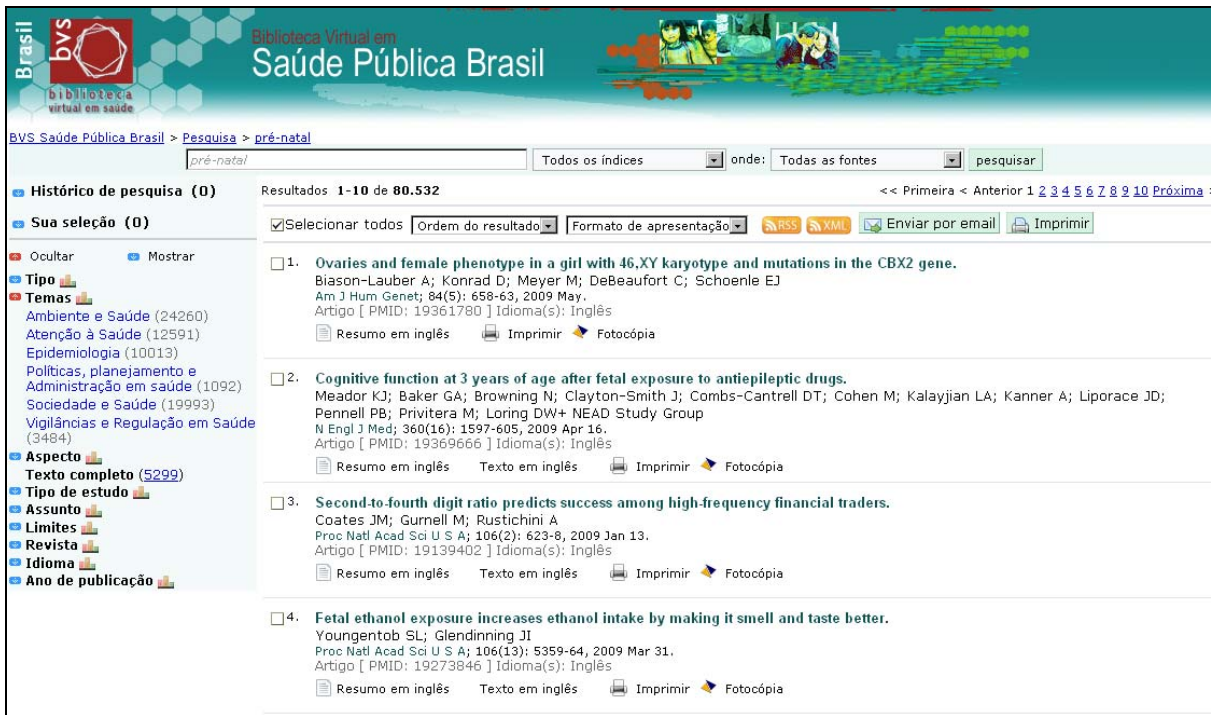 Brasil
bvs
biblioteca
virtual em saúde
Biblioteca Virtual em
Saúde Pública Brasil
BVS Saúde Pública Brasil > Pesquisa > pré-natal
pré-natal Todos os índices onde: Todas as fontes pesquisar
Histórico de pesquisa (0)
Sua seleção (0)
Ocultar Mostrar
Tipo
Temas
Ambiente e Saúde (24260)
Atenção à Saúde (12591)
Epidemiologia (10013)
Políticas, planejamento e
Administração em saúde (1092)
Sociedade e Saúde (19993)
Vigilâncias e Regulação em Saúde
(3484)
Aspecto
Texto completo (5299)
Tipo de estudo
Assunto
Limites
Revista
Idioma
Ano de publicação
Resultados 1-10 de 80.532 << Primeira < Anterior 1 2 3 4 5 6 7 8 9 10 Próxima >
Selecionar todos Ordem do resultado Formato de apresentação RSS XML Enviar por email Imprimir
1. Ovaries and female phenotype in a girl with 46,XY karyotype and mutations in the CBX2 gene.
Biason-Lauber A; Konrad D; Meyer M; DeBeaufort C; Schoenle EJ
Am J Hum Genet; 84(5): 658-63, 2009 May.
Artigo [ PMID: 19361780 ] Idioma(s): Inglês
Resumo em inglês Imprimir Fotocópia
2. Cognitive function at 3 years of age after fetal exposure to antiepileptic drugs.
Meador KJ; Baker GA; Browning N; Clayton-Smith J; Combs-Cantrell DT; Cohen M; Kalayjian LA; Kanner A; Liporace JD;
Pennell PB; Privitera M; Loring DW+ NEAD Study Group
N Engl J Med; 360(16): 1597-605, 2009 Apr 16.
Artigo [ PMID: 19369666 ] Idioma(s): Inglês
Resumo em inglês Texto em inglês Imprimir Fotocópia
3. Second-to-fourth digit ratio predicts success among high-frequency financial traders.
Coates JM; Gurnell M; Rustichini A
Proc Natl Acad Sci U S A; 106(2): 623-8, 2009 Jan 13.
Artigo [ PMID: 19139402 ] Idioma(s): Inglês
Resumo em inglês Texto em inglês Imprimir Fotocópia
4. Fetal ethanol exposure increases ethanol intake by making it smell and taste better.
Youngentob SL; Glendinning JI
Proc Natl Acad Sci U S A; 106(13): 5359-64, 2009 Mar 31.
Artigo [ PMID: 19273846 ] Idioma(s): Inglês
Resumo em inglês Texto em inglês Imprimir Fotocópia